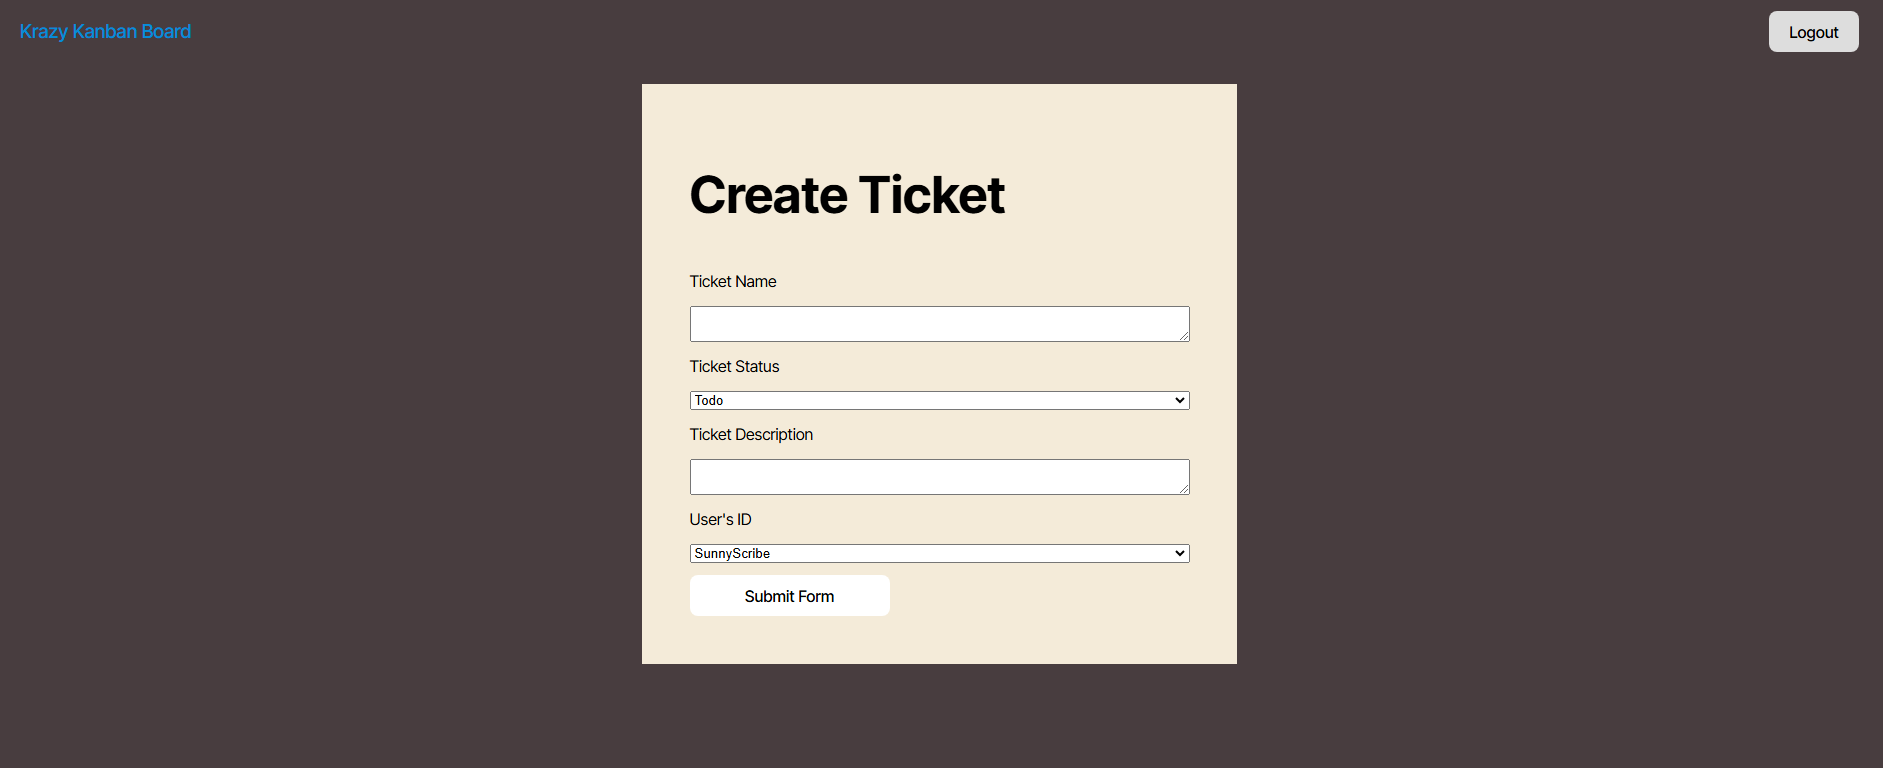 Krazy Kanban Board
Logout
Create Ticket
Ticket Name
Ticket Status
Todo
Ticket Description
User's ID
SunnyScribe
Submit Form